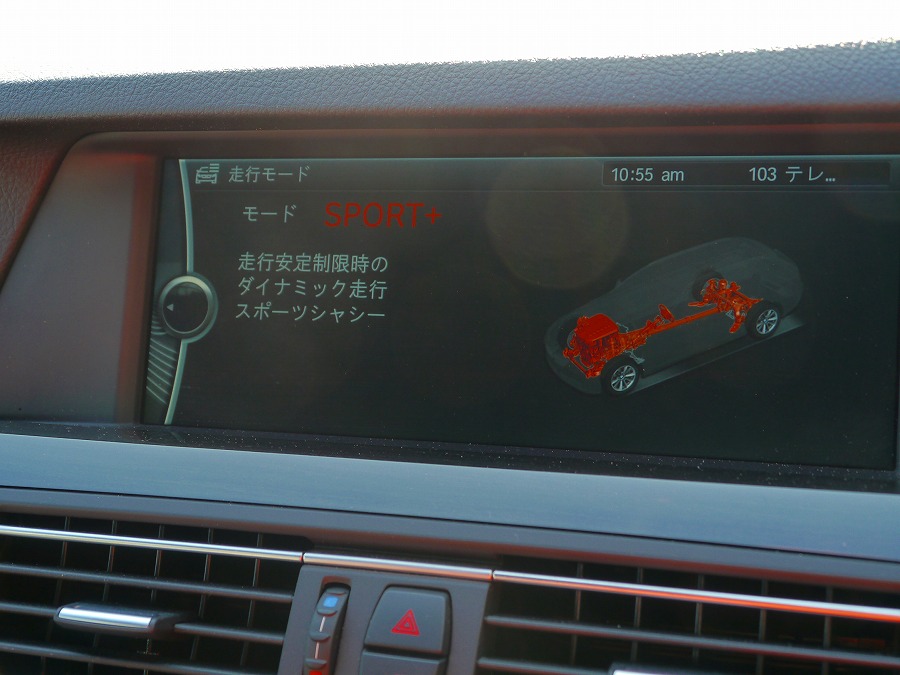 走行モード
10:55 am
103 テレ...
モード SPORT+
走行安定制限時の
ダイナミック走行
スポーツシャシー